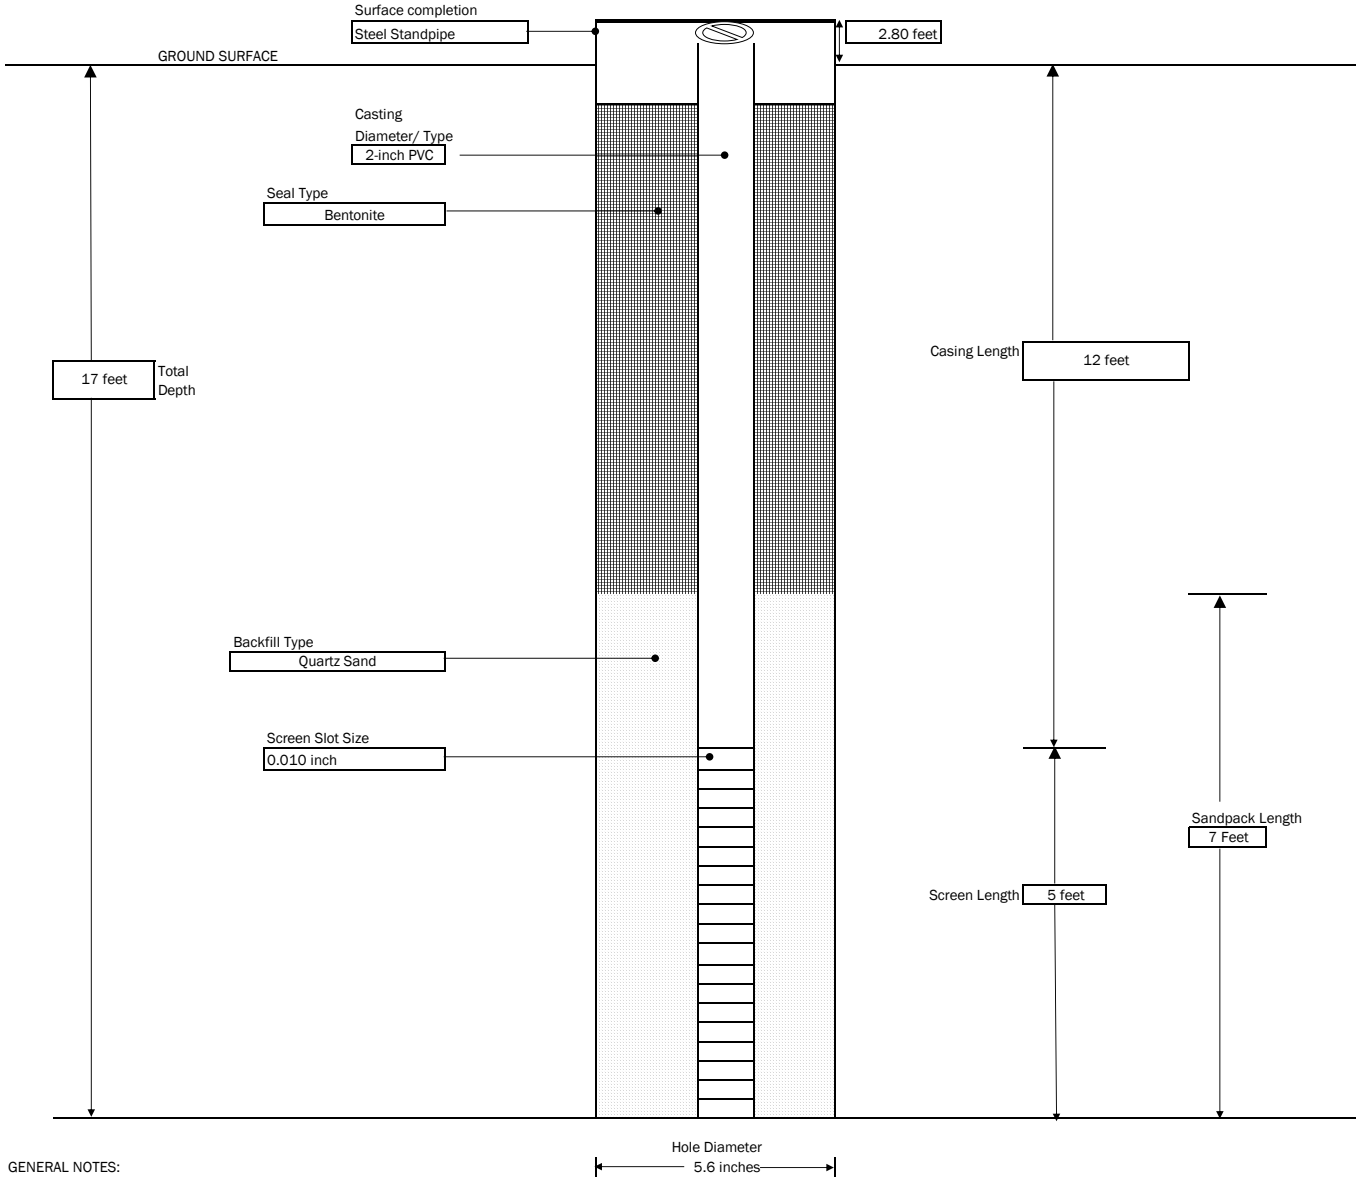 Surface completion
Steel Standpipe
2.80 feet
GROUND SURFACE
Casting
Diameter/ Type
2-inch PVC
Seal Type
Bentonite
Casing Length
12 feet
17 feet
Total
Depth
Backfill Type
Quartz Sand
Screen Slot Size
0.010 inch
Sandpack Length
7 Feet
Screen Length
5 feet
Hole Diameter
5.6 inches
GENERAL NOTES: